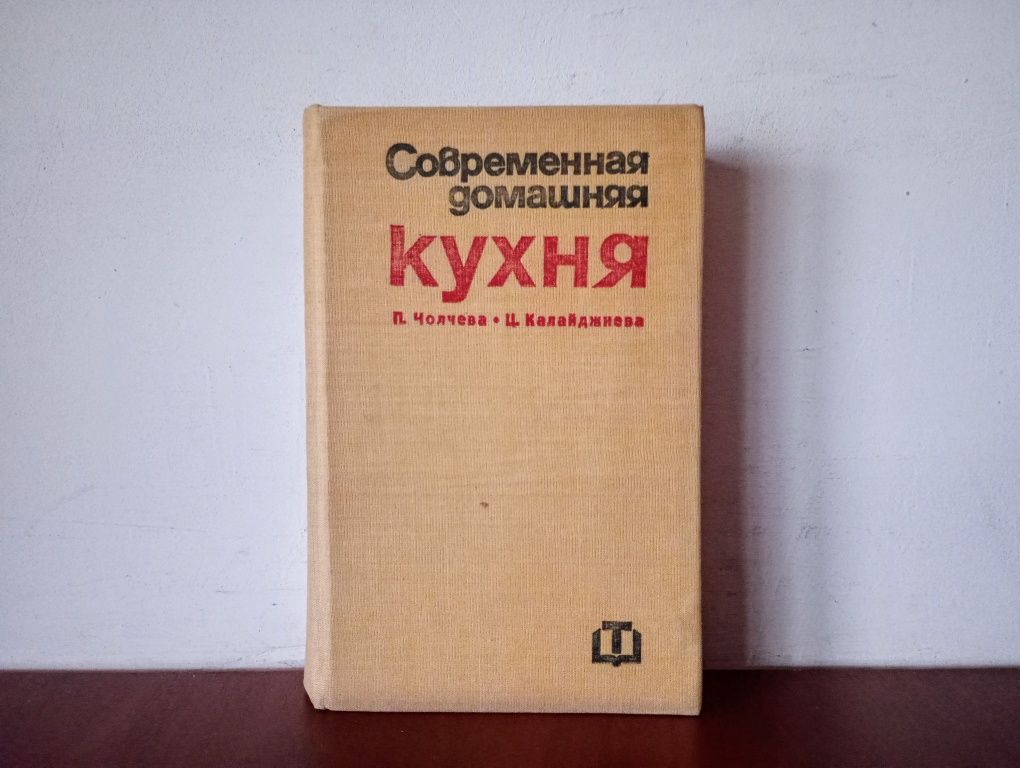 Современная
домашняя
кухня
П. Чолчева • Ц. Калайджиева
Т